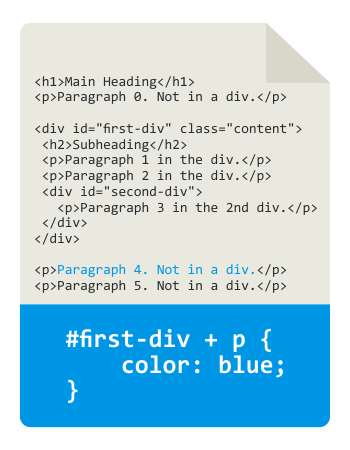 <h1>Main Heading</h1>
<p>Paragraph 0. Not in a div.</p>
<div id="first-div" class="content">
<h2>Subheading</h2>
<p>Paragraph 1 in the div.</p>
<p>Paragraph 2 in the div.</p>
<div id="second-div">
<p>Paragraph 3 in the 2nd div.</p>
</div>
</div>
<p>Paragraph 4. Not in a div.</p>
<p>Paragraph 5. Not in a div.</p>
#first-div + p {
color: blue;
}